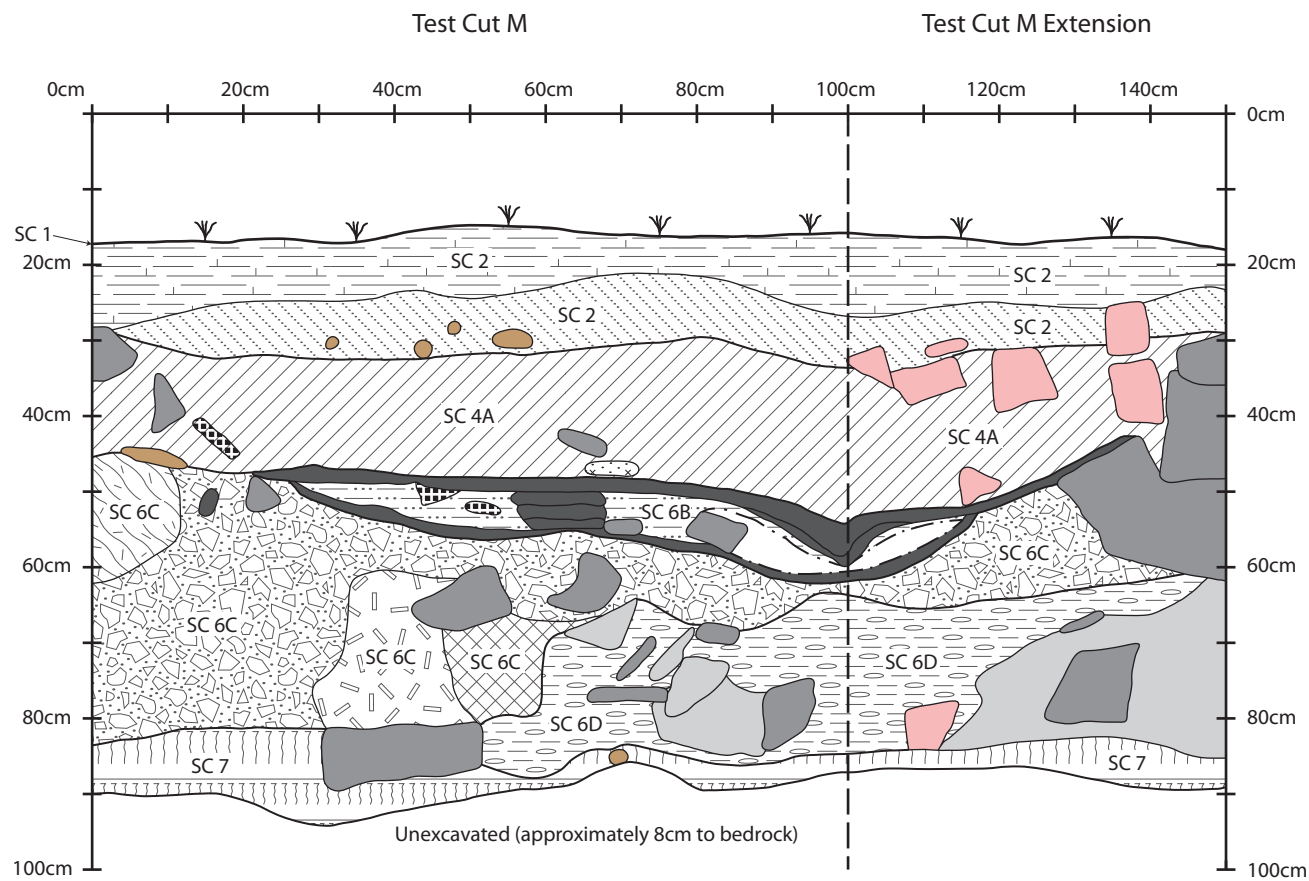 Test Cut M
Test Cut M Extension
0cm 20cm 40cm 60cm 80cm 100cm 120cm 140cm
0cm
SC 1
20cm
20cm
SC 2
SC 2
SC 2
SC 2
40cm
40cm
SC 4A
SC 4A
SC 6C
SC 6B
SC 6C
60cm
60cm
SC 6C
SC 6C
SC 6C
SC 6D
80cm
80cm
SC 6D
SC 7
SC 7
Unexcavated (approximately 8cm to bedrock)
100cm
100cm